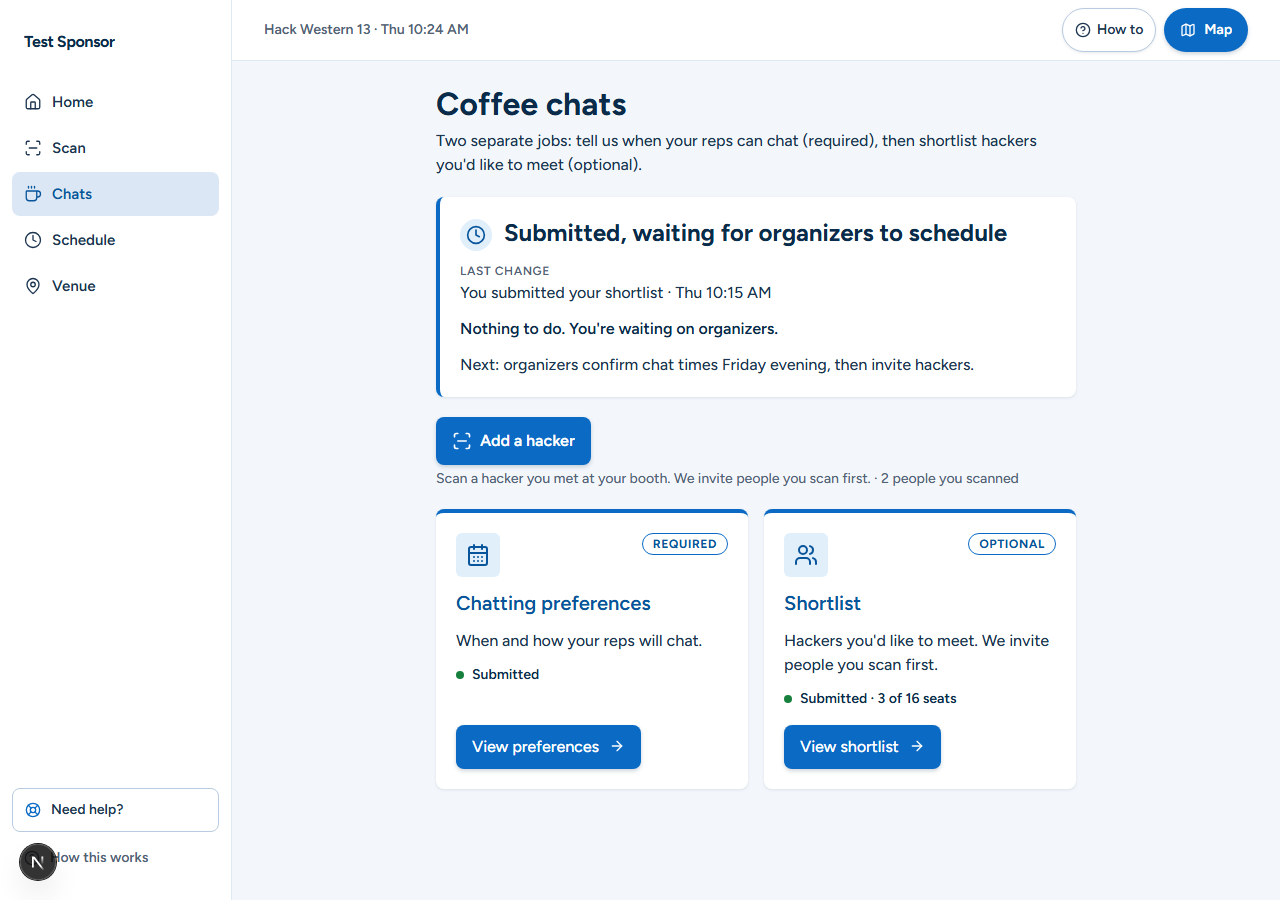 Test Sponsor
Hack Western 13 · Thu 10:24 AM
How to
Map
Home
Scan
Chats
Schedule
Venue
Coffee chats
Two separate jobs: tell us when your reps can chat (required), then shortlist hackers
you'd like to meet (optional).
Submitted, waiting for organizers to schedule
LAST CHANGE
You submitted your shortlist · Thu 10:15 AM
Nothing to do. You're waiting on organizers.
Next: organizers confirm chat times Friday evening, then invite hackers.
Add a hacker
Scan a hacker you met at your booth. We invite people you scan first. · 2 people you scanned
REQUIRED
Chatting preferences
When and how your reps will chat.
Submitted
View preferences
OPTIONAL
Shortlist
Hackers you'd like to meet. We invite
people you scan first.
Submitted · 3 of 16 seats
View shortlist
Need help?
N
How this works